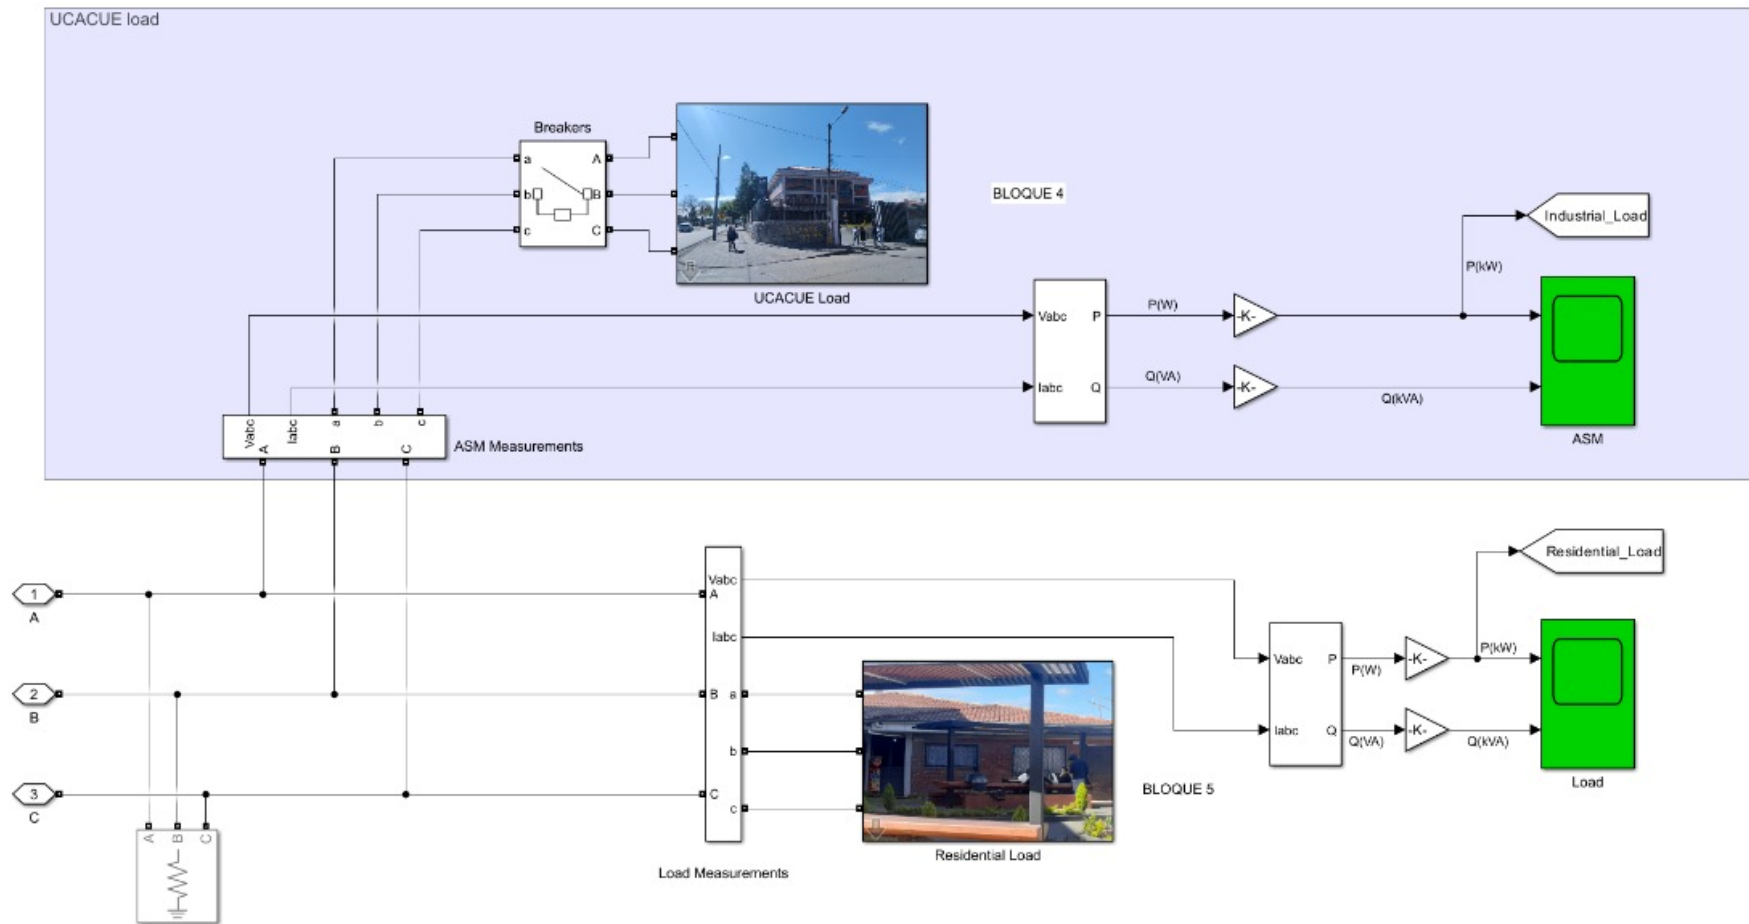 UCACUE load
Breakers
a
A
b
B
c
C
UCACUE Load
BLOQUE 4
Industrial_Load
P(kW)
Vabc
P
P(W)
-K-
Iabc
Q
Q(VA)
-K-
Q(kVA)
ASM
Vabc
Iabc
a
b
c
A
B
C
ASM Measurements
Residential_Load
1
A
Vabc
A
Iabc
Vabc
P
P(W)
-K-
P(kW)
2
B
B
a
Iabc
Q
Q(VA)
-K-
Q(kVA)
b
Load
3
C
C
c
BLOQUE 5
A
B
C
Residential Load
Load Measurements